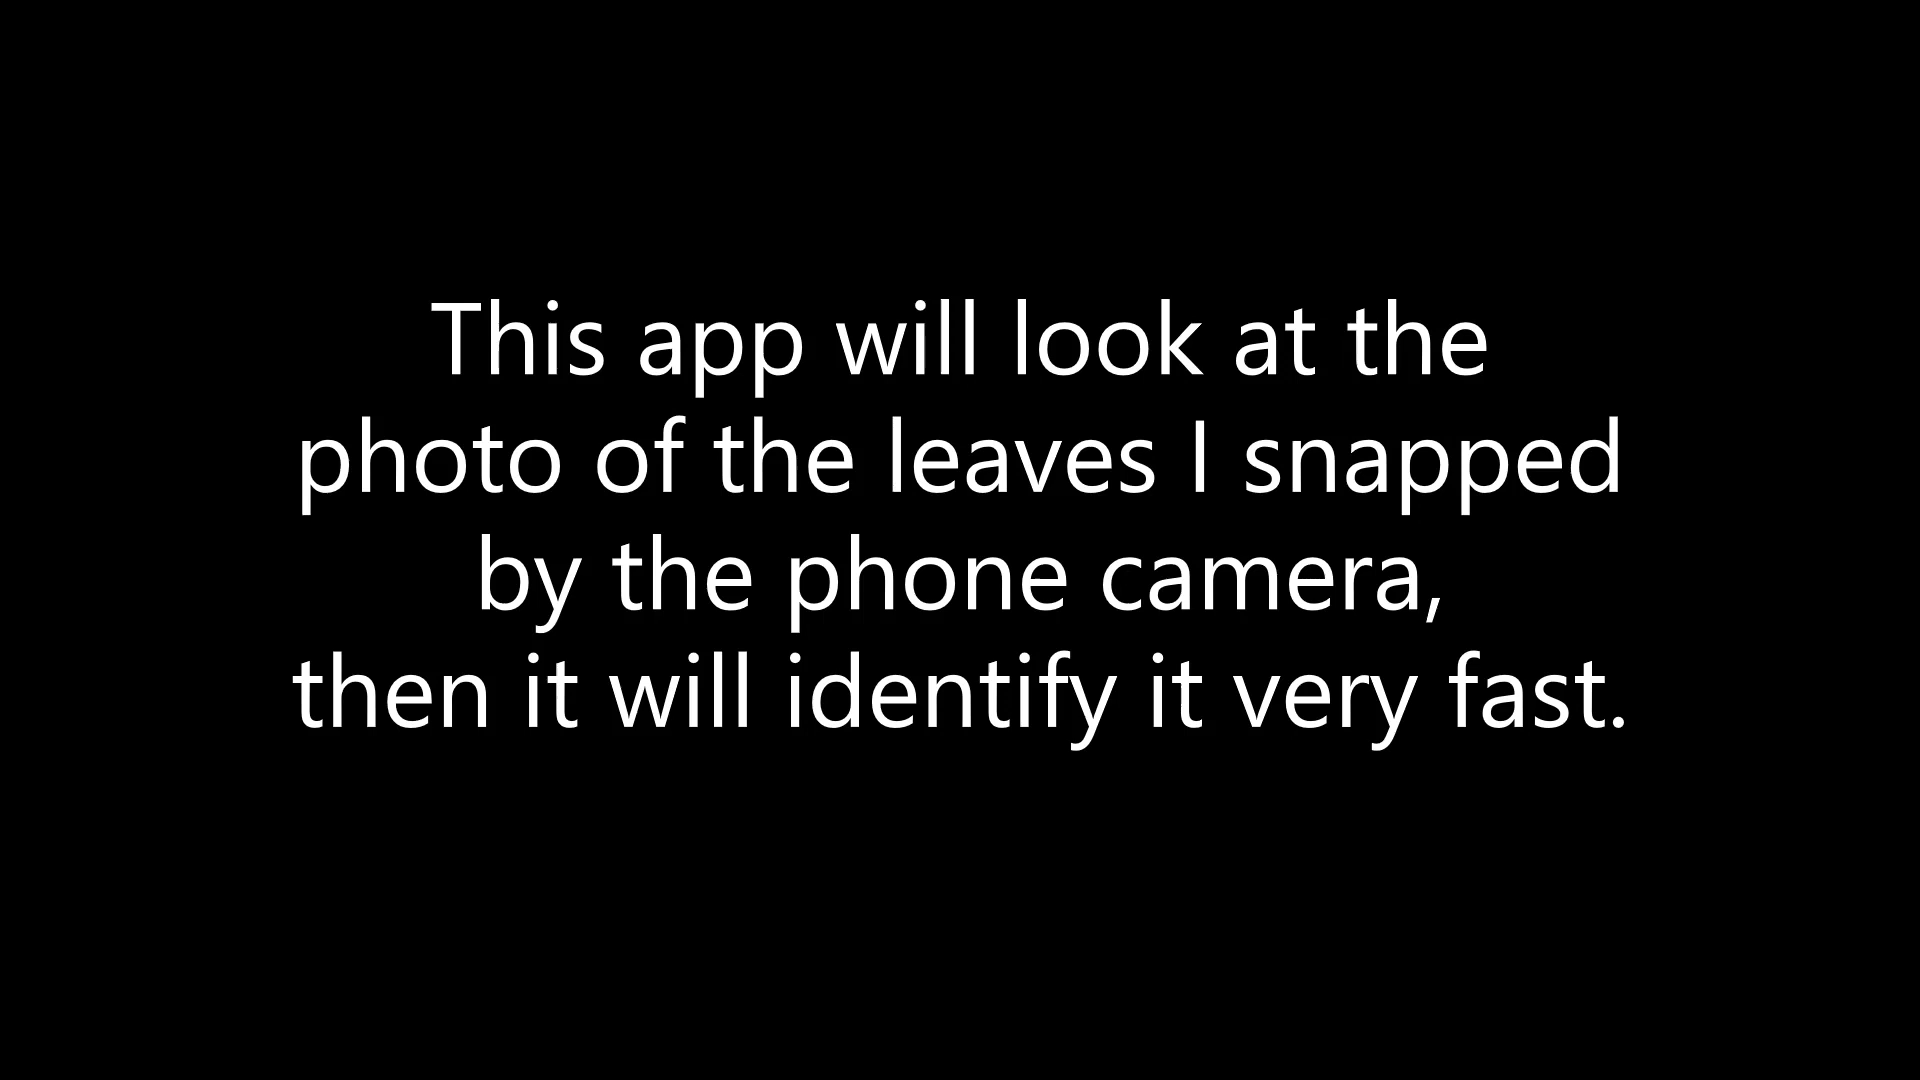 This app will look at the
photo of the leaves I snapped
by the phone camera,
then it will identify it very fast.